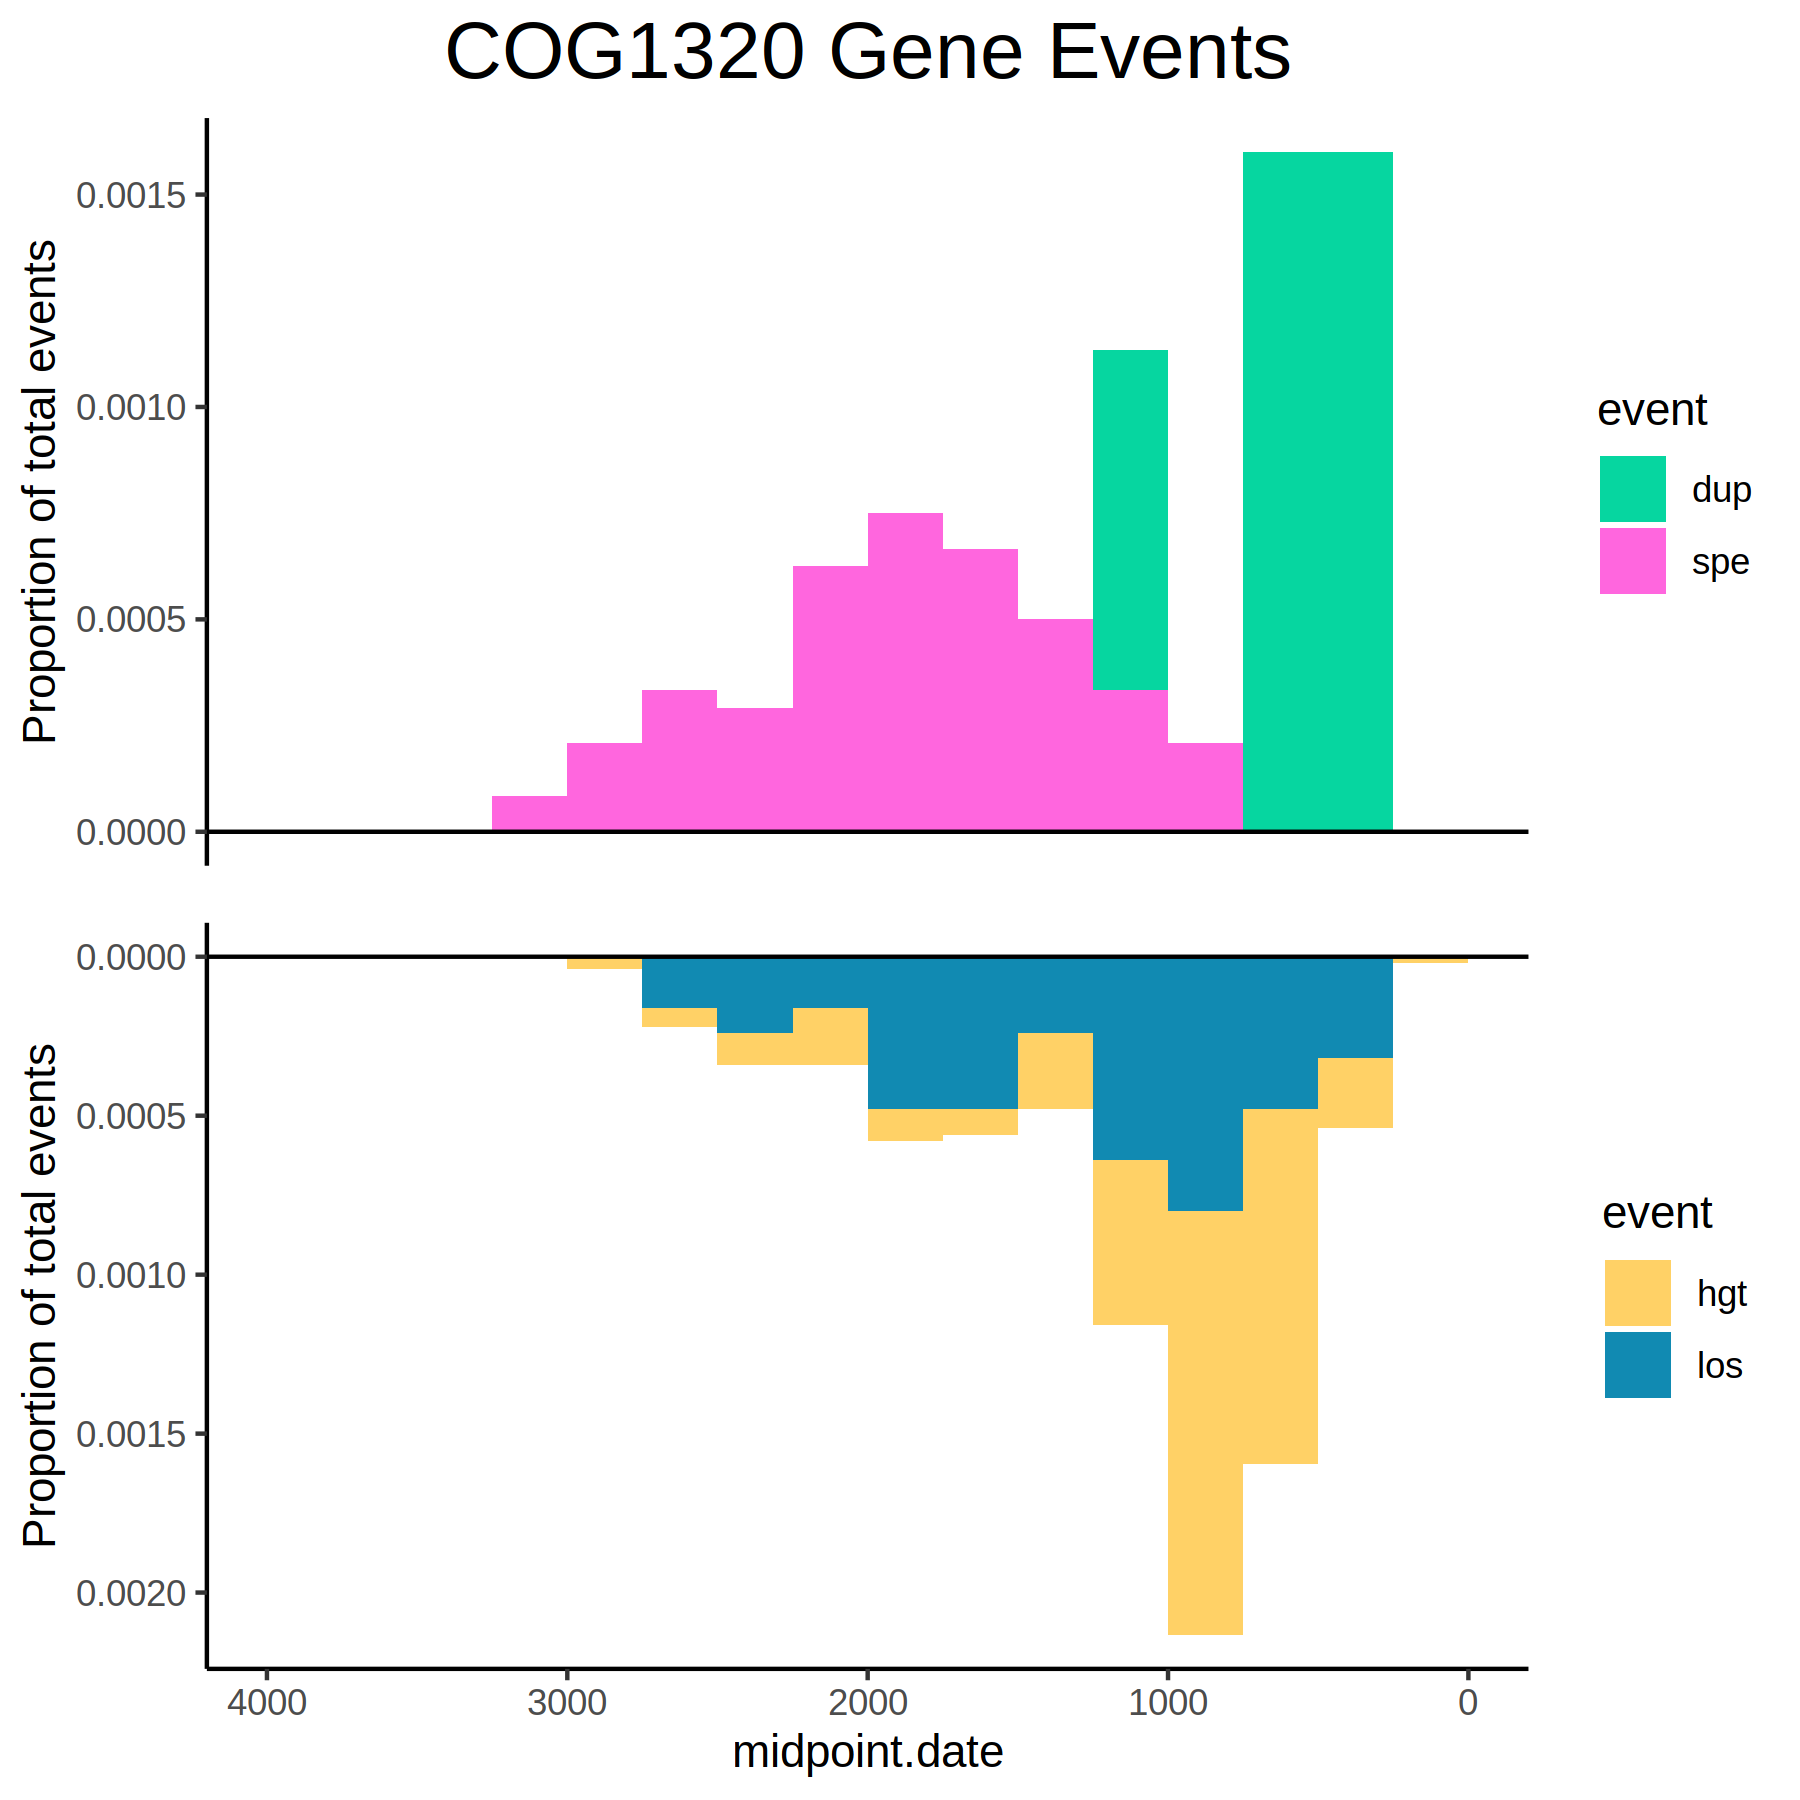 COG1320 Gene Events
Proportion of total events
0.0015
0.0010
0.0005
0.0000
event
dup
spe
Proportion of total events
0.0000
0.0005
0.0010
0.0015
0.0020
event
hgt
los
4000 3000 2000 1000 0
midpoint.date